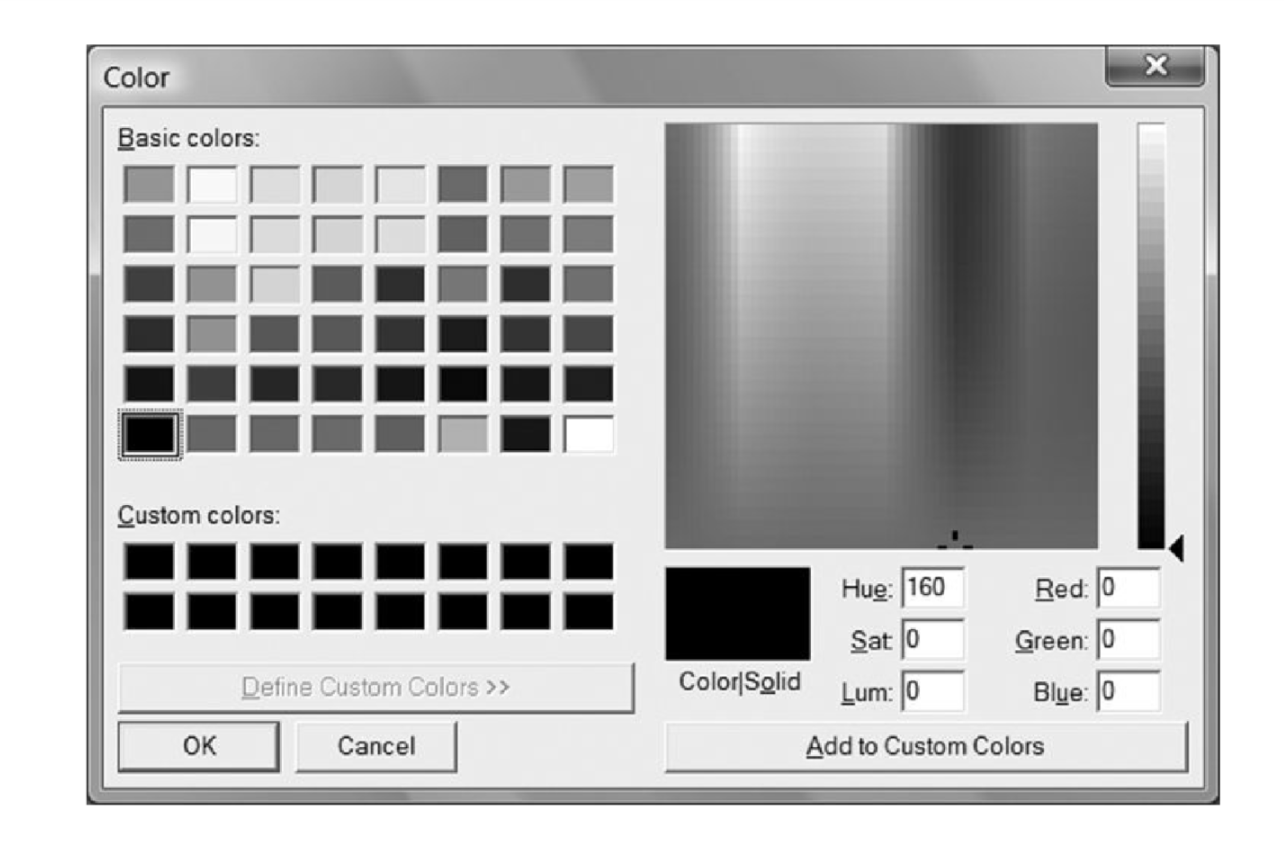 Color
Basic colors:
Custom colors:
Define Custom Colors >>
OK
Cancel
Color|Solid
Hue: 160
Sat: 0
Lum: 0
Red: 0
Green: 0
Blue: 0
Add to Custom Colors